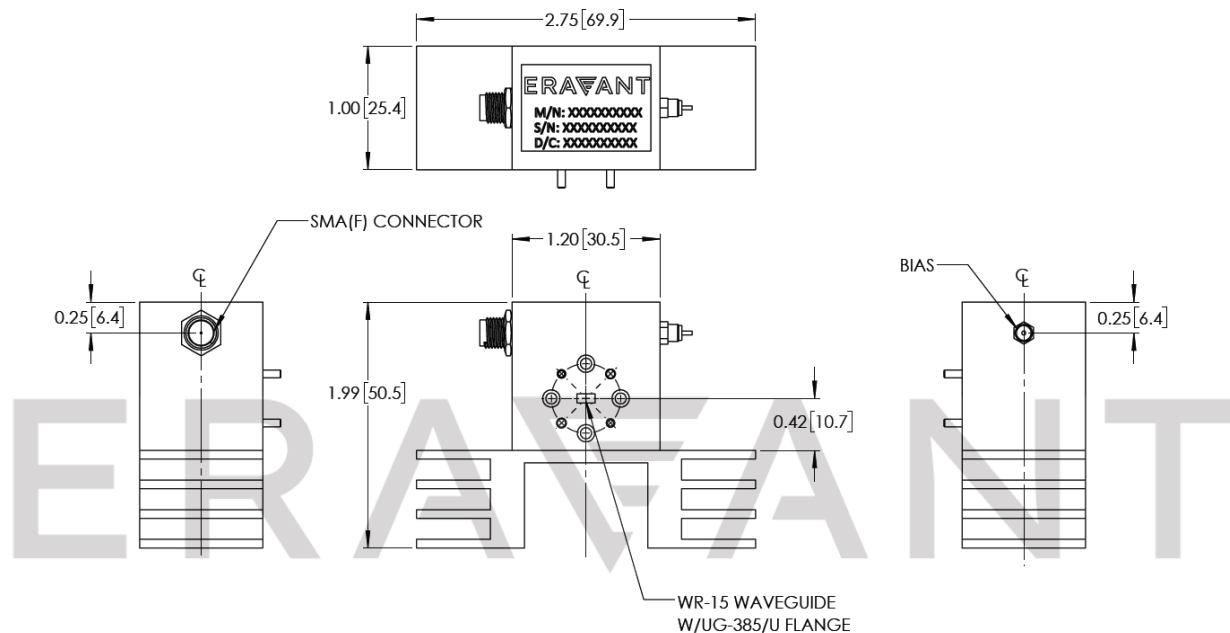 2.75[69.9]
1.00[25.4]
ERAVANT
M/N: XXXXXXXXXX
S/N: XXXXXXXXXX
D/C: XXXXXXXXXX
SMA(F) CONNECTOR
1.20[30.5]
BIAS
℄
℄
℄
0.25[6.4]
0.25[6.4]
1.99[50.5]
0.42[10.7]
ERAVANT
WR-15 WAVEGUIDE
W/UG-385/U FLANGE